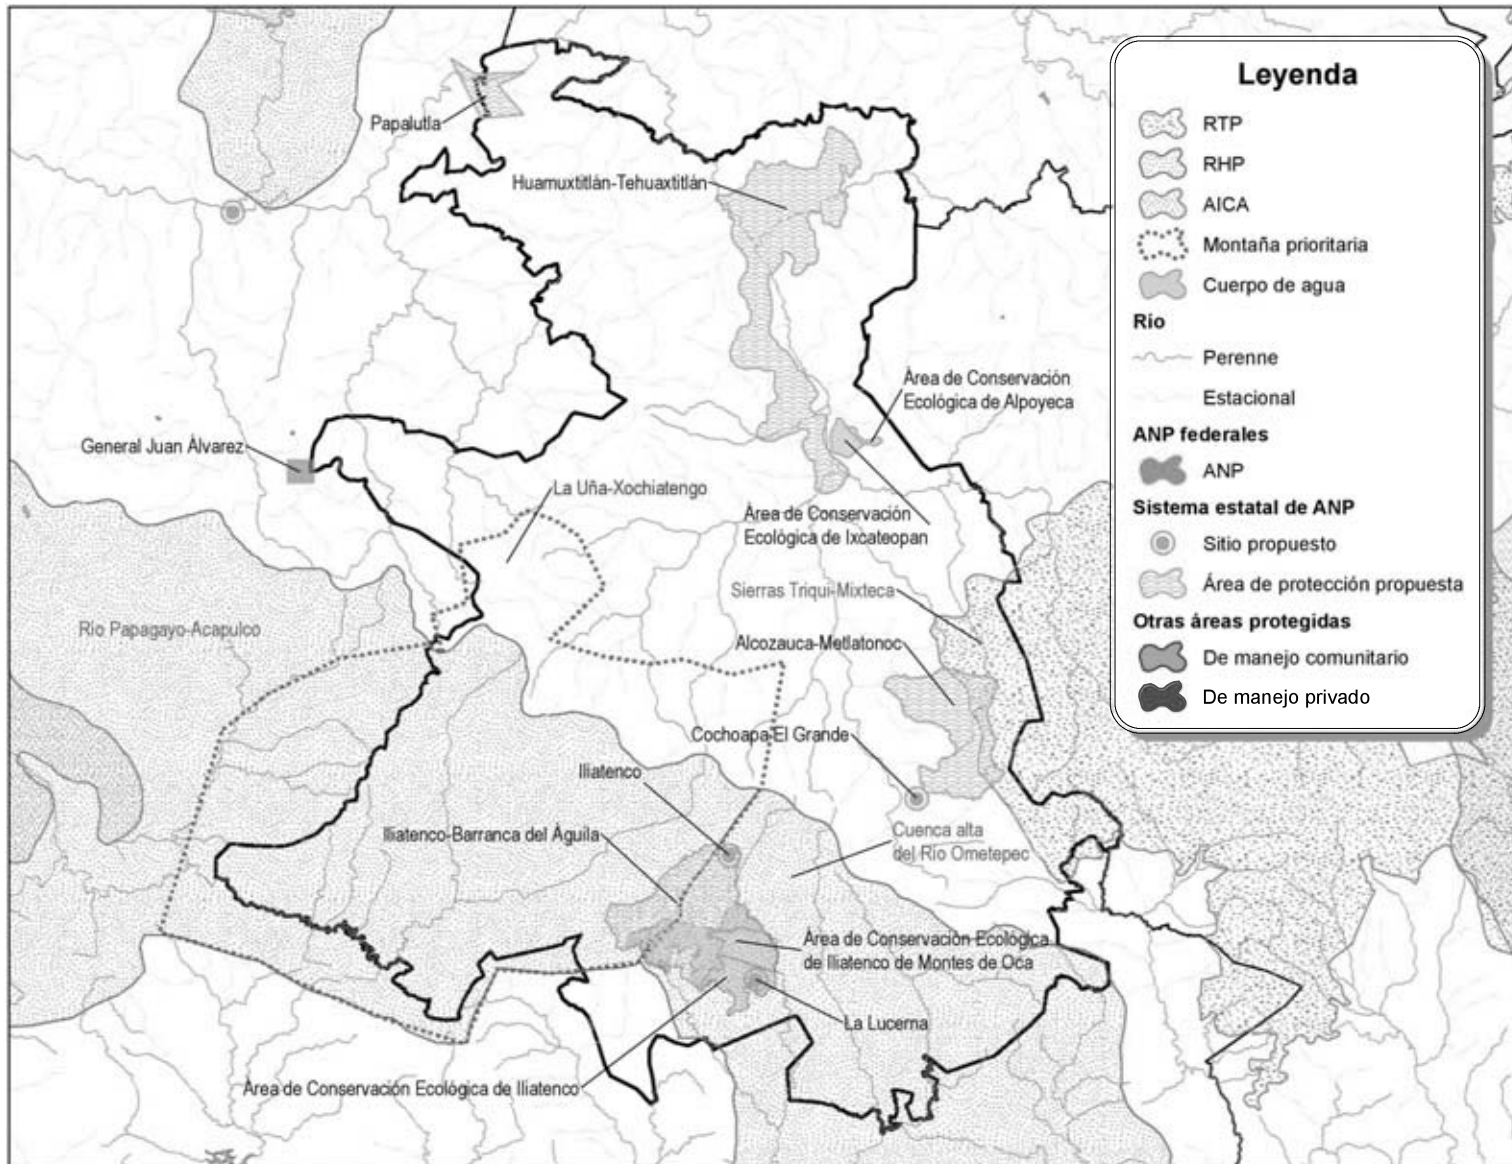 Leyenda
RTP
RHP
AICA
Montaña prioritaria
Cuerpo de agua
Río
Perenne
Estacional
ANP federales
ANP
Sistema estatal de ANP
Sitio propuesto
Área de protección propuesta
Otras áreas protegidas
De manejo comunitario
De manejo privado
Papalutla
Huamuxtitlán-Tehuaxtitlán
Área de Conservación
Ecológica de Alpoyeca
General Juan Álvarez
La Uña-Xochiatengo
Área de Conservación
Ecológica de Ixcateopan
Sierras Triqui-Mixteca
Río Papagayo-Acapulco
Alcozauca-Metlatonoc
Cochoapa-El Grande
Iliatenco
Iliatenco-Barranca del Águila
Cuenca alta
del Río Ometepec
Área de Conservación Ecológica
de Iliatenco de Montes de Oca
La Lucerna
Área de Conservación Ecológica de Iliatenco